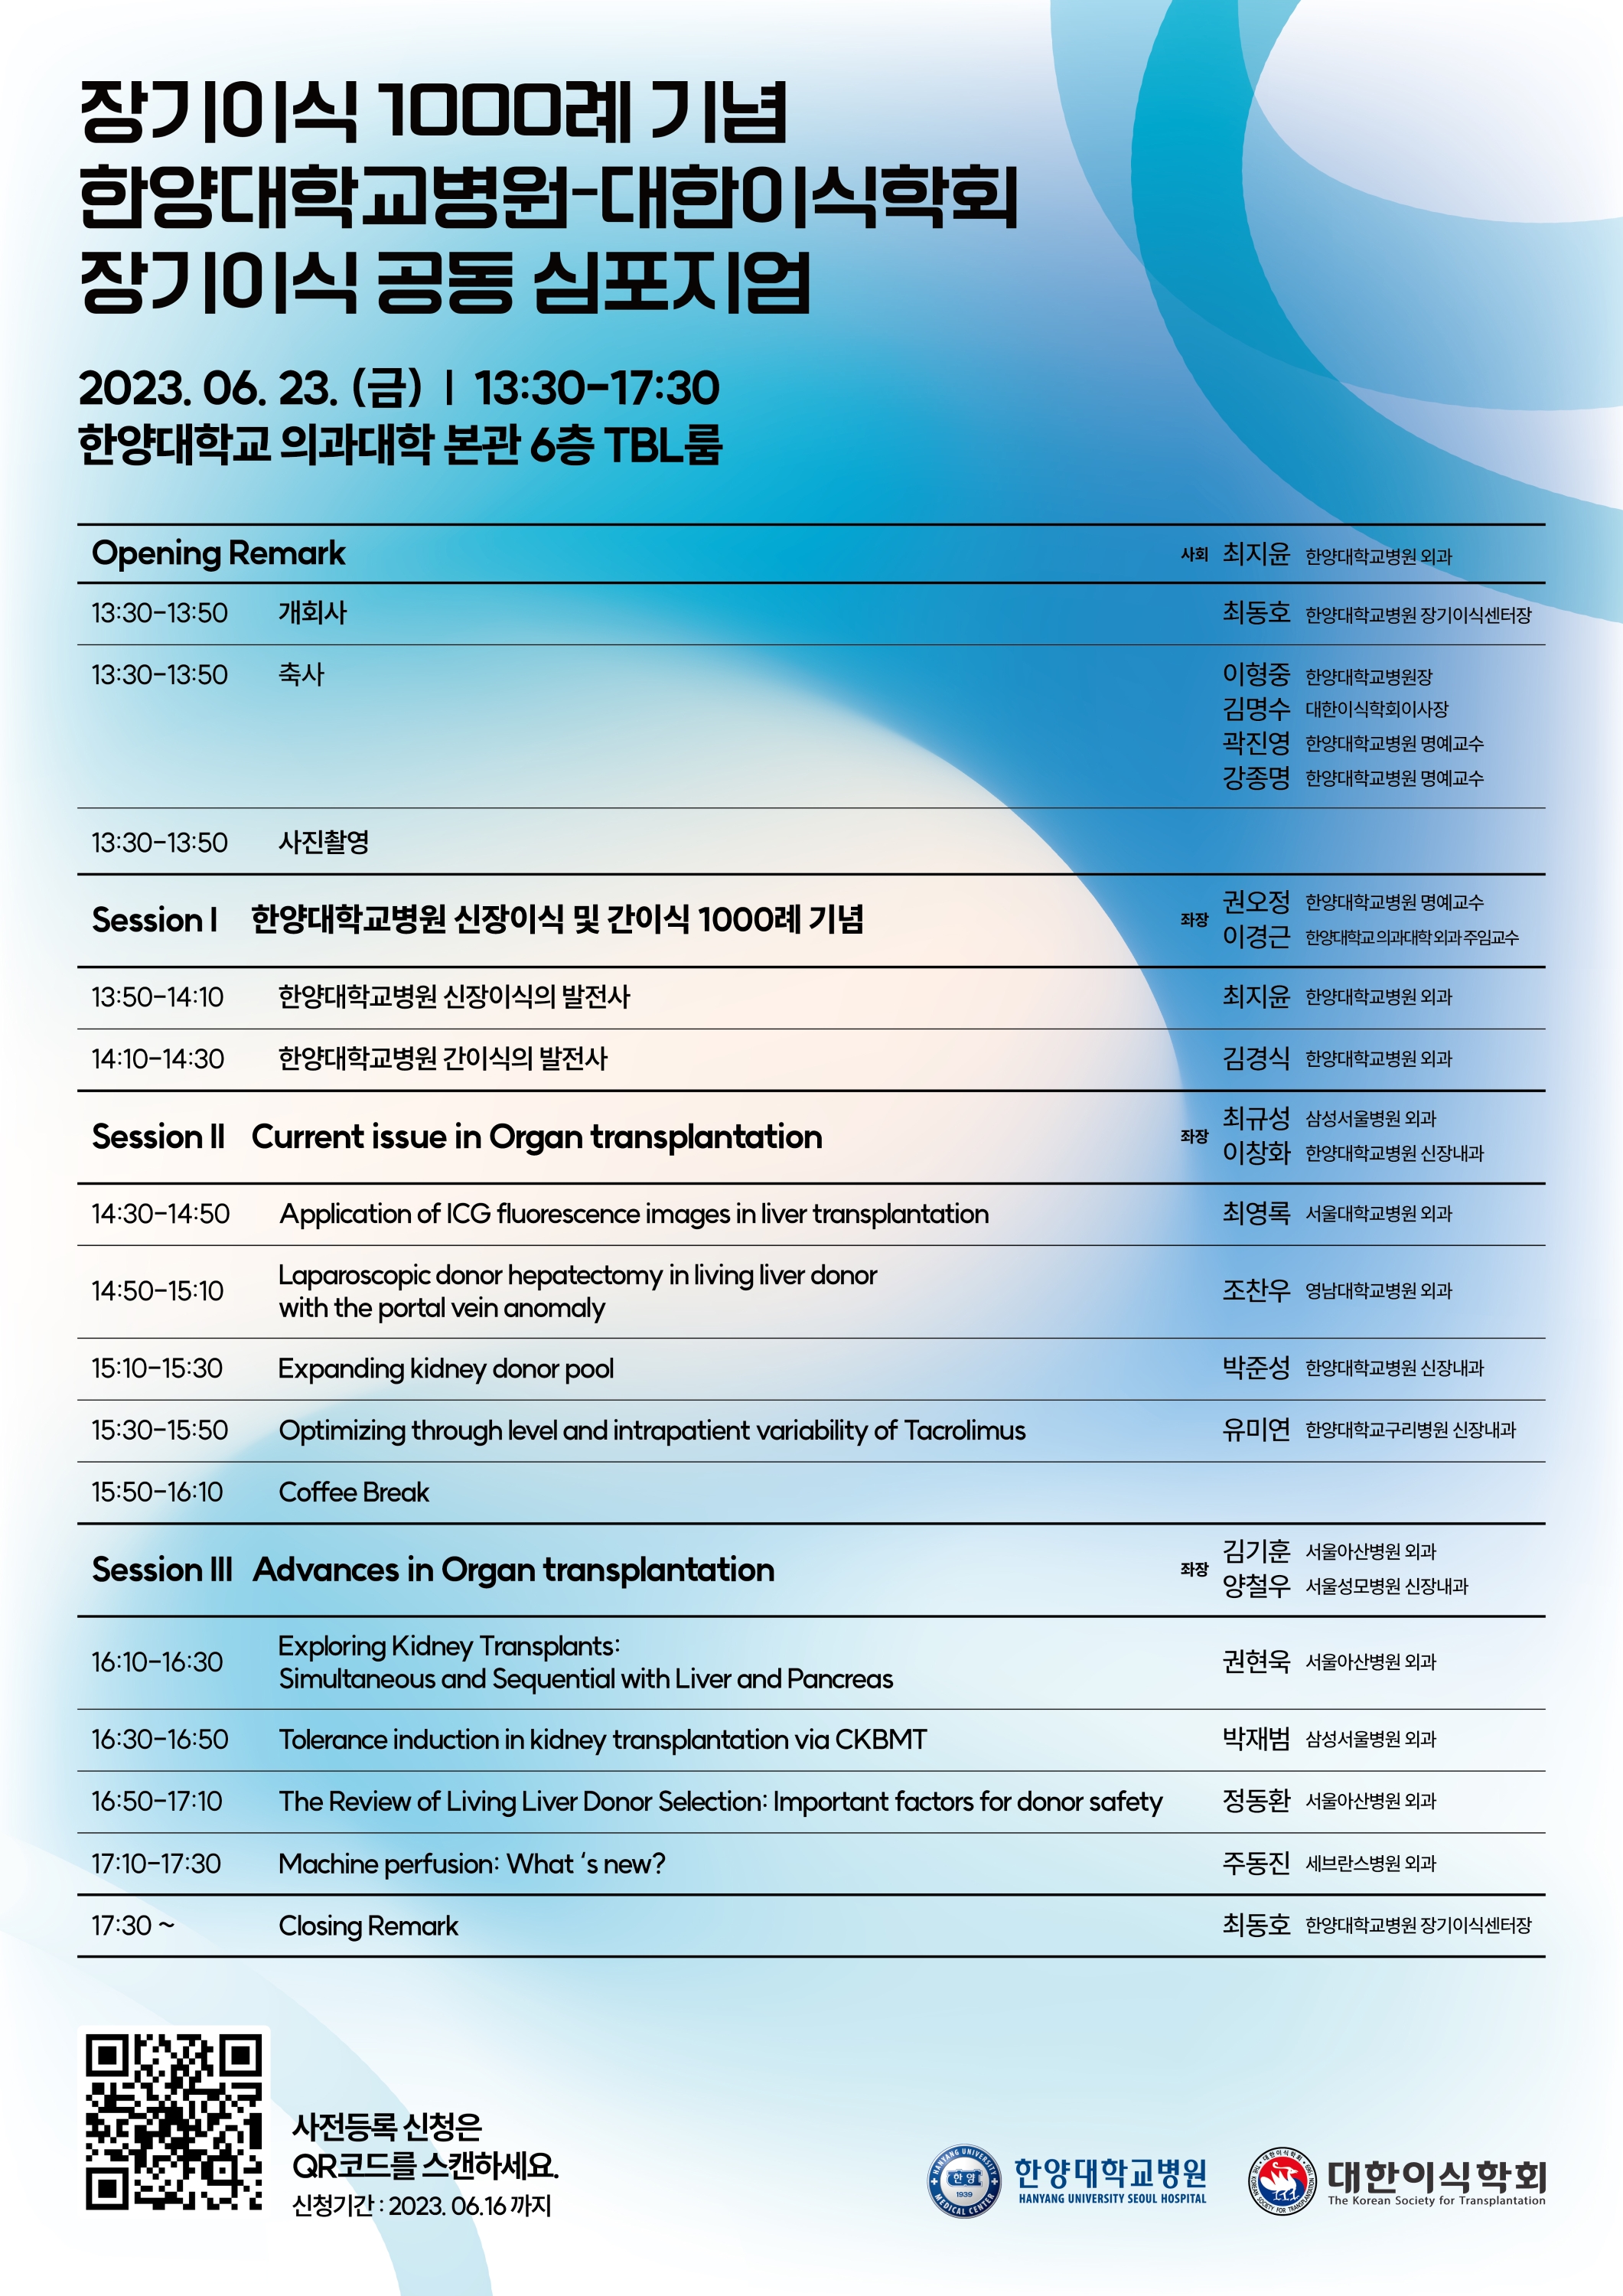 장기이식 1000례 기념
한양대학교병원-대한이식학회
장기이식 공동 심포지엄
2023. 06. 23. (금) | 13:30-17:30
한양대학교 의과대학 본관 6층 TBL룸
Opening Remark 사회 최지윤 한양대학교병원 외과
13:30-13:50 개회사 최동호 한양대학교병원 장기이식센터장
13:30-13:50 축사 이형중 한양대학교병원장
김명수 대한이식학회이사장
곽진영 한양대학교병원 명예교수
강종명 한양대학교병원 명예교수
13:30-13:50 사진촬영
Session I 한양대학교병원 신장이식 및 간이식 1000례 기념 좌장 권오정 한양대학교병원 명예교수
이경근 한양대학교 의과대학 외과 주임교수
13:50-14:10 한양대학교병원 신장이식의 발전사 최지윤 한양대학교병원 외과
14:10-14:30 한양대학교병원 간이식의 발전사 김경식 한양대학교병원 외과
Session II Current issue in Organ transplantation 좌장 최규성 삼성서울병원 외과
이창화 한양대학교병원 신장내과
14:30-14:50 Application of ICG fluorescence images in liver transplantation 최영록 서울대학교병원 외과
14:50-15:10 Laparoscopic donor hepatectomy in living liver donor
with the portal vein anomaly 조찬우 영남대학교병원 외과
15:10-15:30 Expanding kidney donor pool 박준성 한양대학교병원 신장내과
15:30-15:50 Optimizing through level and intrapatient variability of Tacrolimus 유미연 한양대학교구리병원 신장내과
15:50-16:10 Coffee Break
Session III Advances in Organ transplantation 좌장 김기훈 서울아산병원 외과
양철우 서울성모병원 신장내과
16:10-16:30 Exploring Kidney Transplants:
Simultaneous and Sequential with Liver and Pancreas 권현욱 서울아산병원 외과
16:30-16:50 Tolerance induction in kidney transplantation via CKBMT 박재범 삼성서울병원 외과
16:50-17:10 The Review of Living Liver Donor Selection: Important factors for donor safety 정동환 서울아산병원 외과
17:10-17:30 Machine perfusion: What ‘s new? 주동진 세브란스병원 외과
17:30 ~ Closing Remark 최동호 한양대학교병원 장기이식센터장
사전등록 신청은
QR코드를 스캔하세요.
신청기간 : 2023. 06.16 까지
HANYANG UNIVERSITY
한양
1939
MEDICAL CENTER
한양대학교병원
HANYANG UNIVERSITY SEOUL HOSPITAL
대한이식학회
The Korean Society for Transplantation